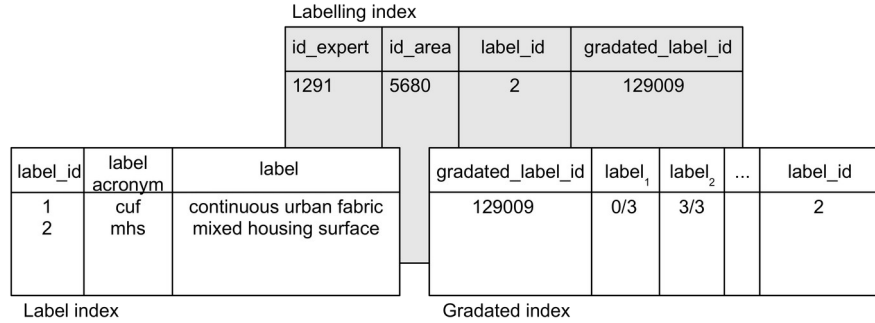 Labelling index
id_expert id_area label_id gradated_label_id
1291 5680 2 129009
label_id label acronym label
1 cuf continuous urban fabric
2 mhs mixed housing surface
Label index
gradated_label_id label₁ label₂ ... label_id
129009 0/3 3/3 2
Gradated index